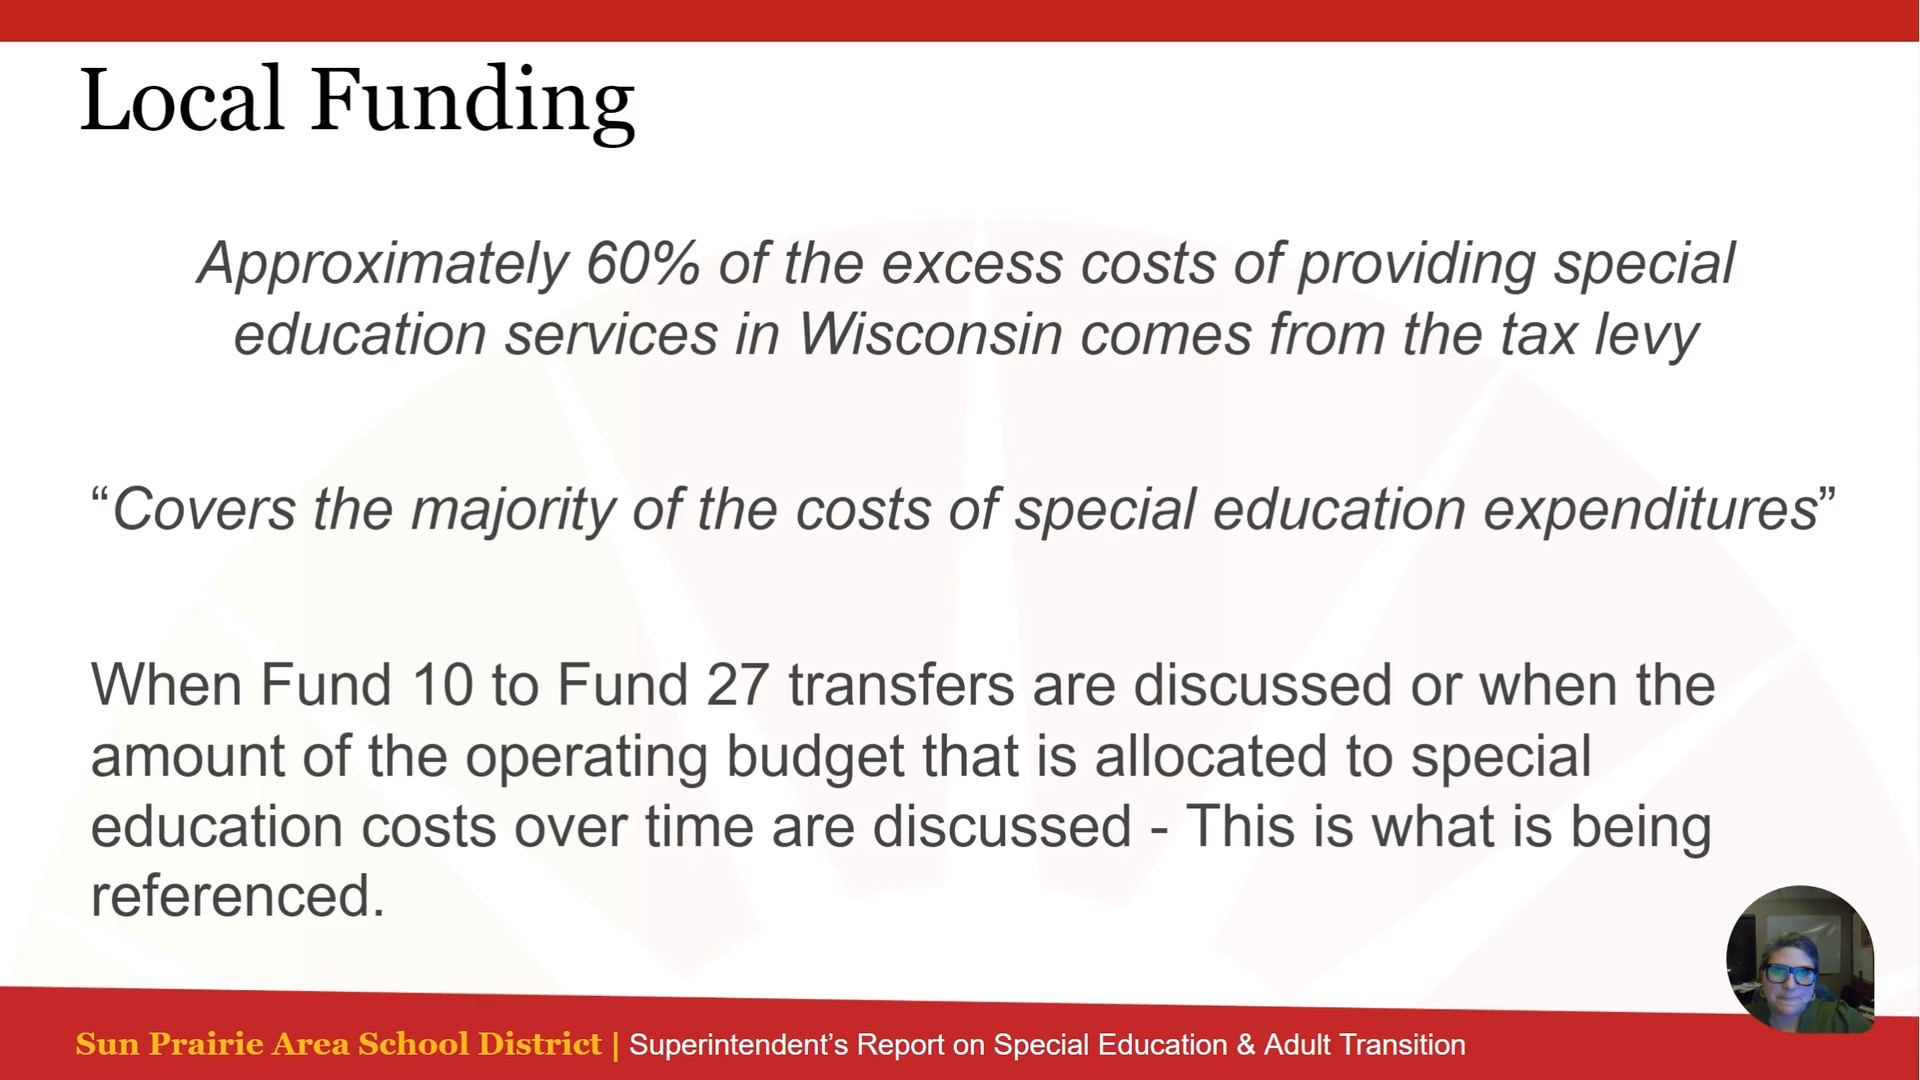 Local Funding
Approximately 60% of the excess costs of providing special
education services in Wisconsin comes from the tax levy
“Covers the majority of the costs of special education expenditures”
When Fund 10 to Fund 27 transfers are discussed or when the
amount of the operating budget that is allocated to special
education costs over time are discussed - This is what is being
referenced.
Sun Prairie Area School District | Superintendent’s Report on Special Education & Adult Transition